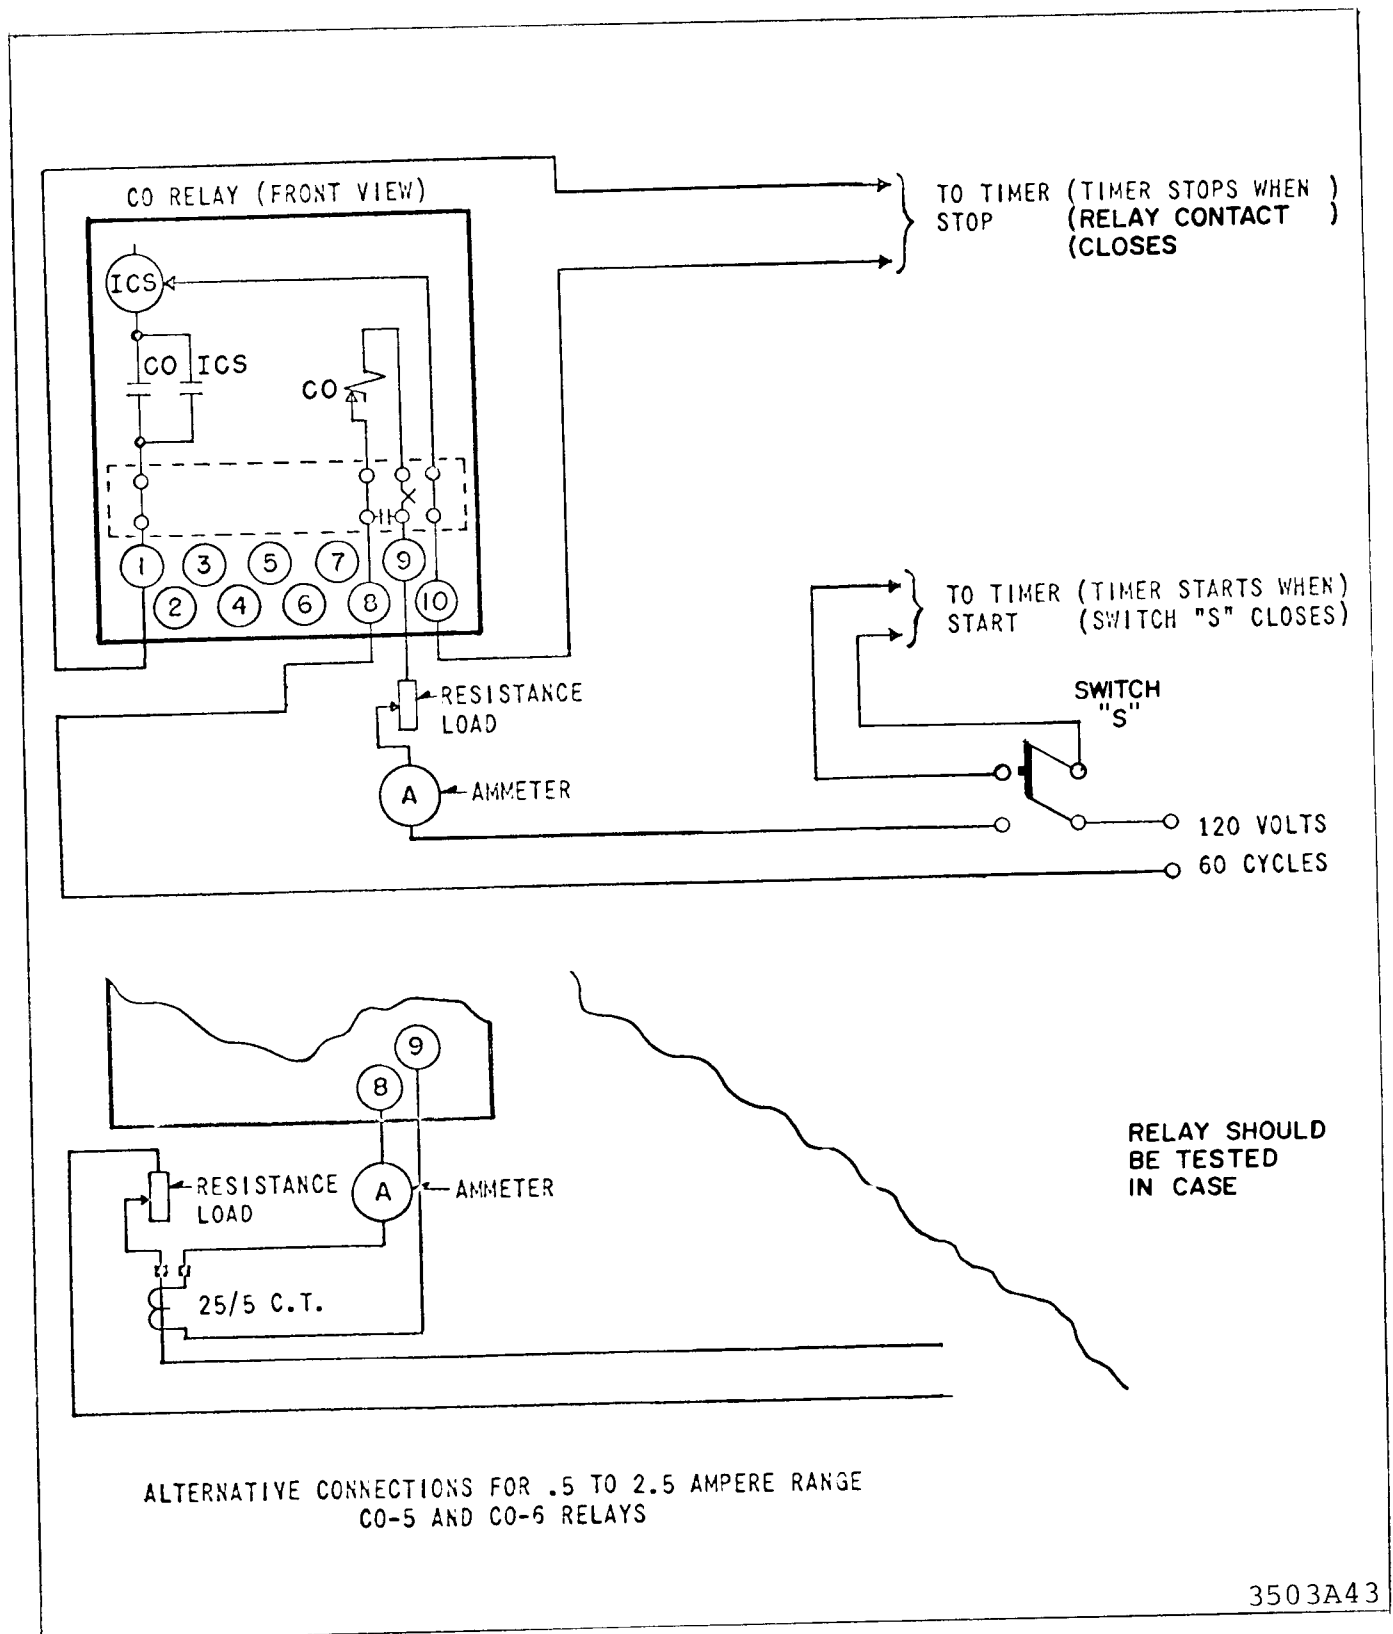 CO RELAY (FRONT VIEW)
TO TIMER (TIMER STOPS WHEN )
STOP (RELAY CONTACT )
(CLOSES
ICS
CO ICS
CO
1 3 5 7 9
2 4 6 8 10
TO TIMER (TIMER STARTS WHEN)
START (SWITCH "S" CLOSES)
RESISTANCE
LOAD
SWITCH
"S"
A AMMETER
120 VOLTS
60 CYCLES
9
8
RELAY SHOULD
BE TESTED
IN CASE
RESISTANCE
LOAD
A AMMETER
25/5 C.T.
ALTERNATIVE CONNECTIONS FOR .5 TO 2.5 AMPERE RANGE
CO-5 AND CO-6 RELAYS
3503A43